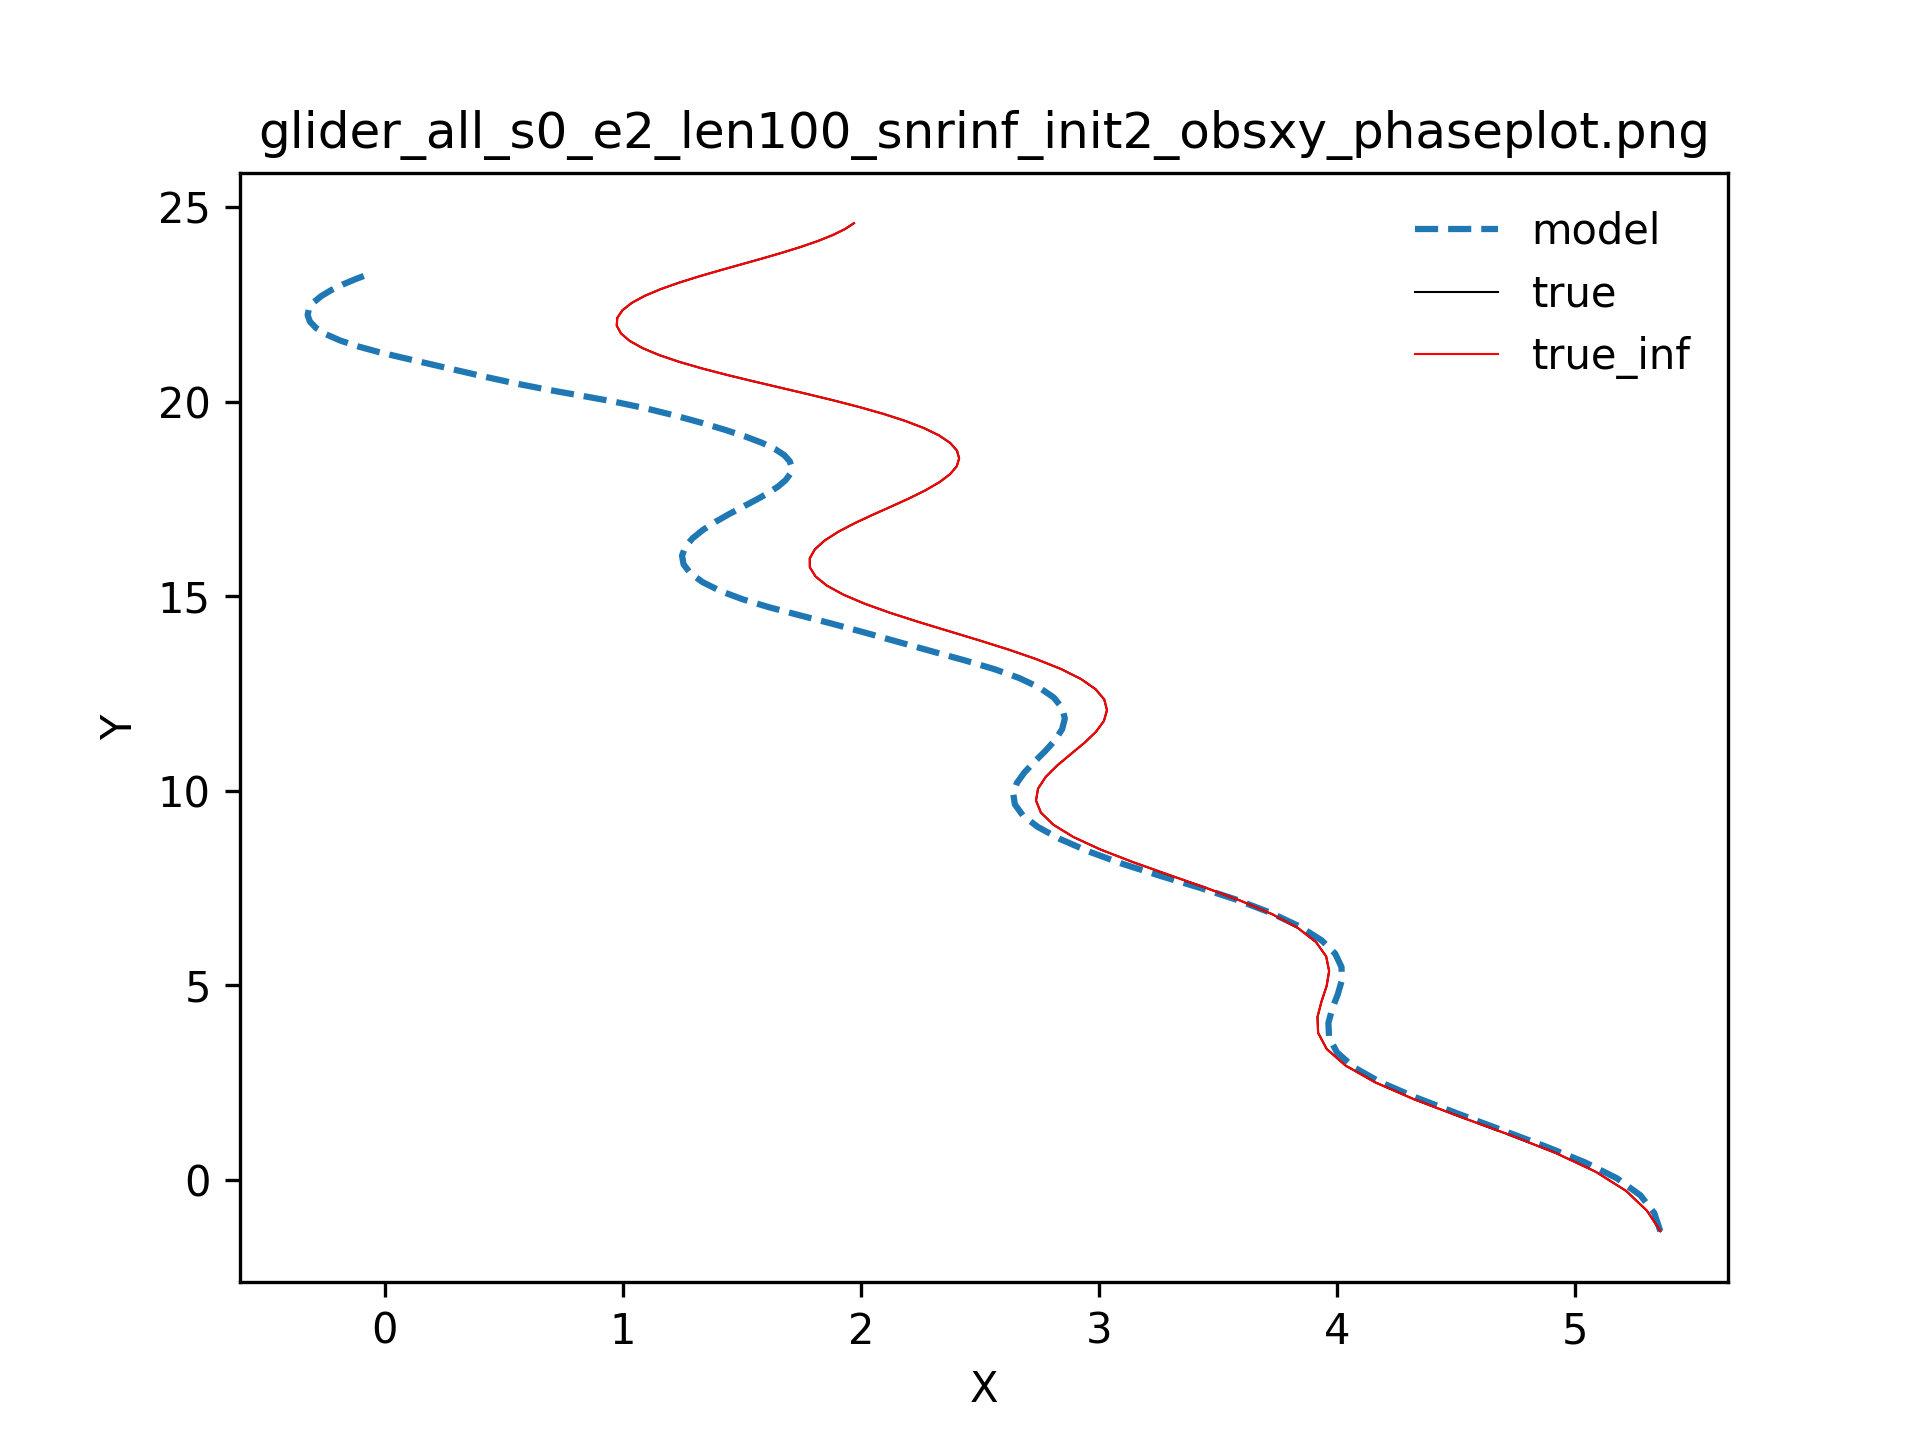 glider_all_s0_e2_len100_snrinf_init2_obsxy_phaseplot.png
model
true
true_inf
25
20
15
10
5
0
Y
0 1 2 3 4 5
X